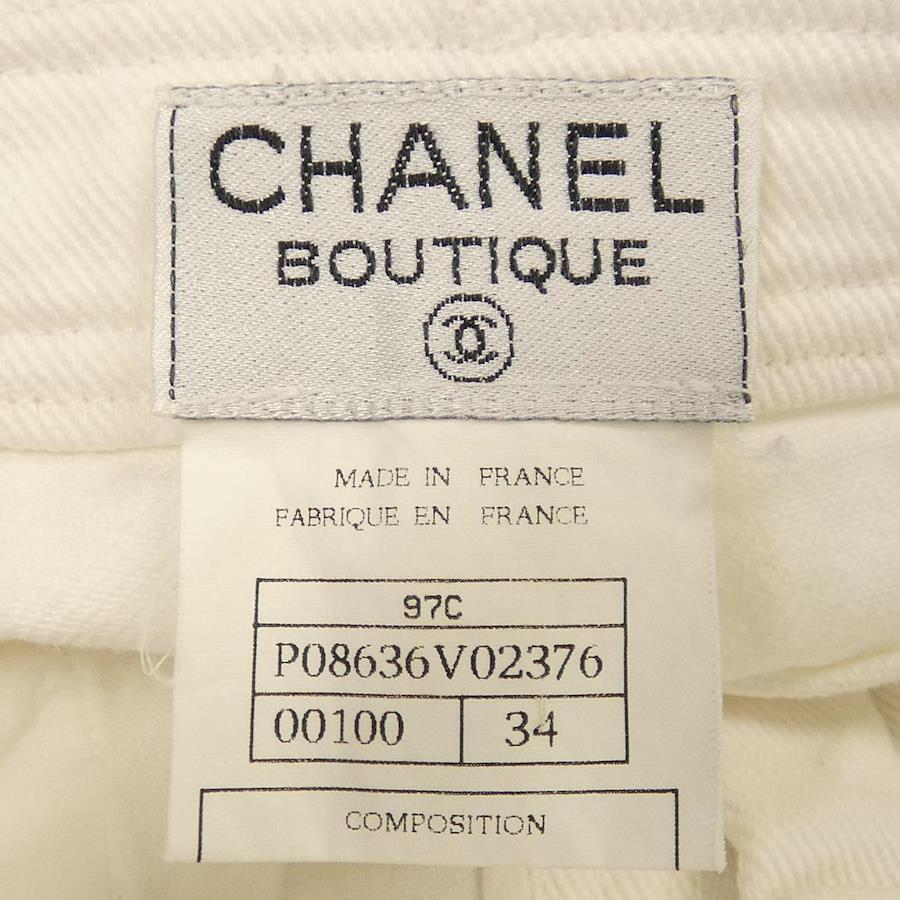 CHANEL
BOUTIQUE
MADE IN FRANCE
FABRIQUE EN FRANCE
97C
P08636V02376
00100 34
COMPOSITION